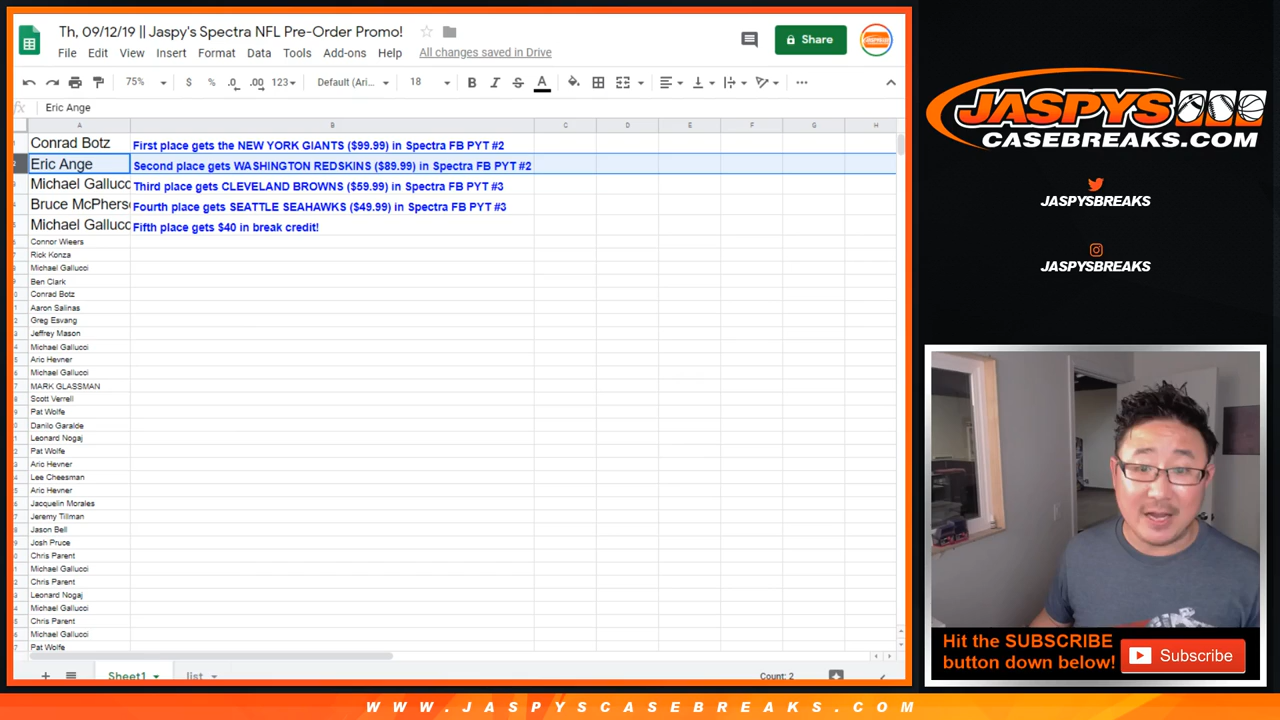 Th, 09/12/19 || Jaspy's Spectra NFL Pre-Order Promo!
File Edit View Format Data Tools Add-ons Help All changes saved in Drive
Share
75% $ % .0 .00 123 Default (Ari... 18 B I S A
fx Eric Ange
A B C D E F G H
Conrad Botz First place gets the NEW YORK GIANTS ($99.99) in Spectra FB PYT #2
Eric Ange Second place gets WASHINGTON REDSKINS ($89.99) in Spectra FB PYT #2
Michael Gallucc Third place gets CLEVELAND BROWNS ($59.99) in Spectra FB PYT #3
Bruce McPherso Fourth place gets SEATTLE SEAHAWKS ($49.99) in Spectra FB PYT #3
Michael Gallucc Fifth place gets $40 in break credit!
Connor Wieers
Rick Konza
Michael Gallucci
Ben Clark
Conrad Botz
Aaron Salinas
Greg Esvang
Jeffrey Mason
Michael Gallucci
Aric Hevner
Michael Gallucci
MARK GLASSMAN
Scott Verrell
Pat Wolfe
Danilo Garalde
Leonard Nogaj
Pat Wolfe
Aric Hevner
Lee Cheesman
Aric Hevner
Jacquelin Morales
Jeremy Tillman
Jason Bell
Josh Pruce
Chris Parent
Michael Gallucci
Chris Parent
Leonard Nogaj
Michael Gallucci
Chris Parent
Michael Gallucci
Pat Wolfe
Sheet1 list Count: 2
JASPYS
CASEBREAKS.COM
JASPYSBREAKS
JASPYSBREAKS
Hit the SUBSCRIBE
button down below!
Subscribe
WWW.JASPYSCASEBREAKS.COM